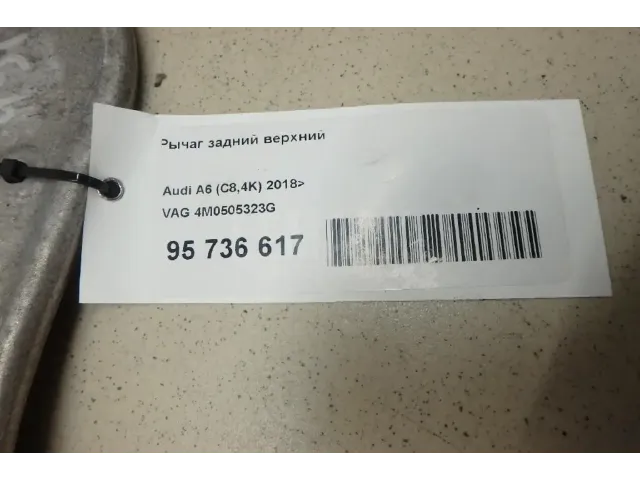 Рычаг задний верхний
Audi A6 (C8,4K) 2018>
VAG 4M0505323G
95 736 617